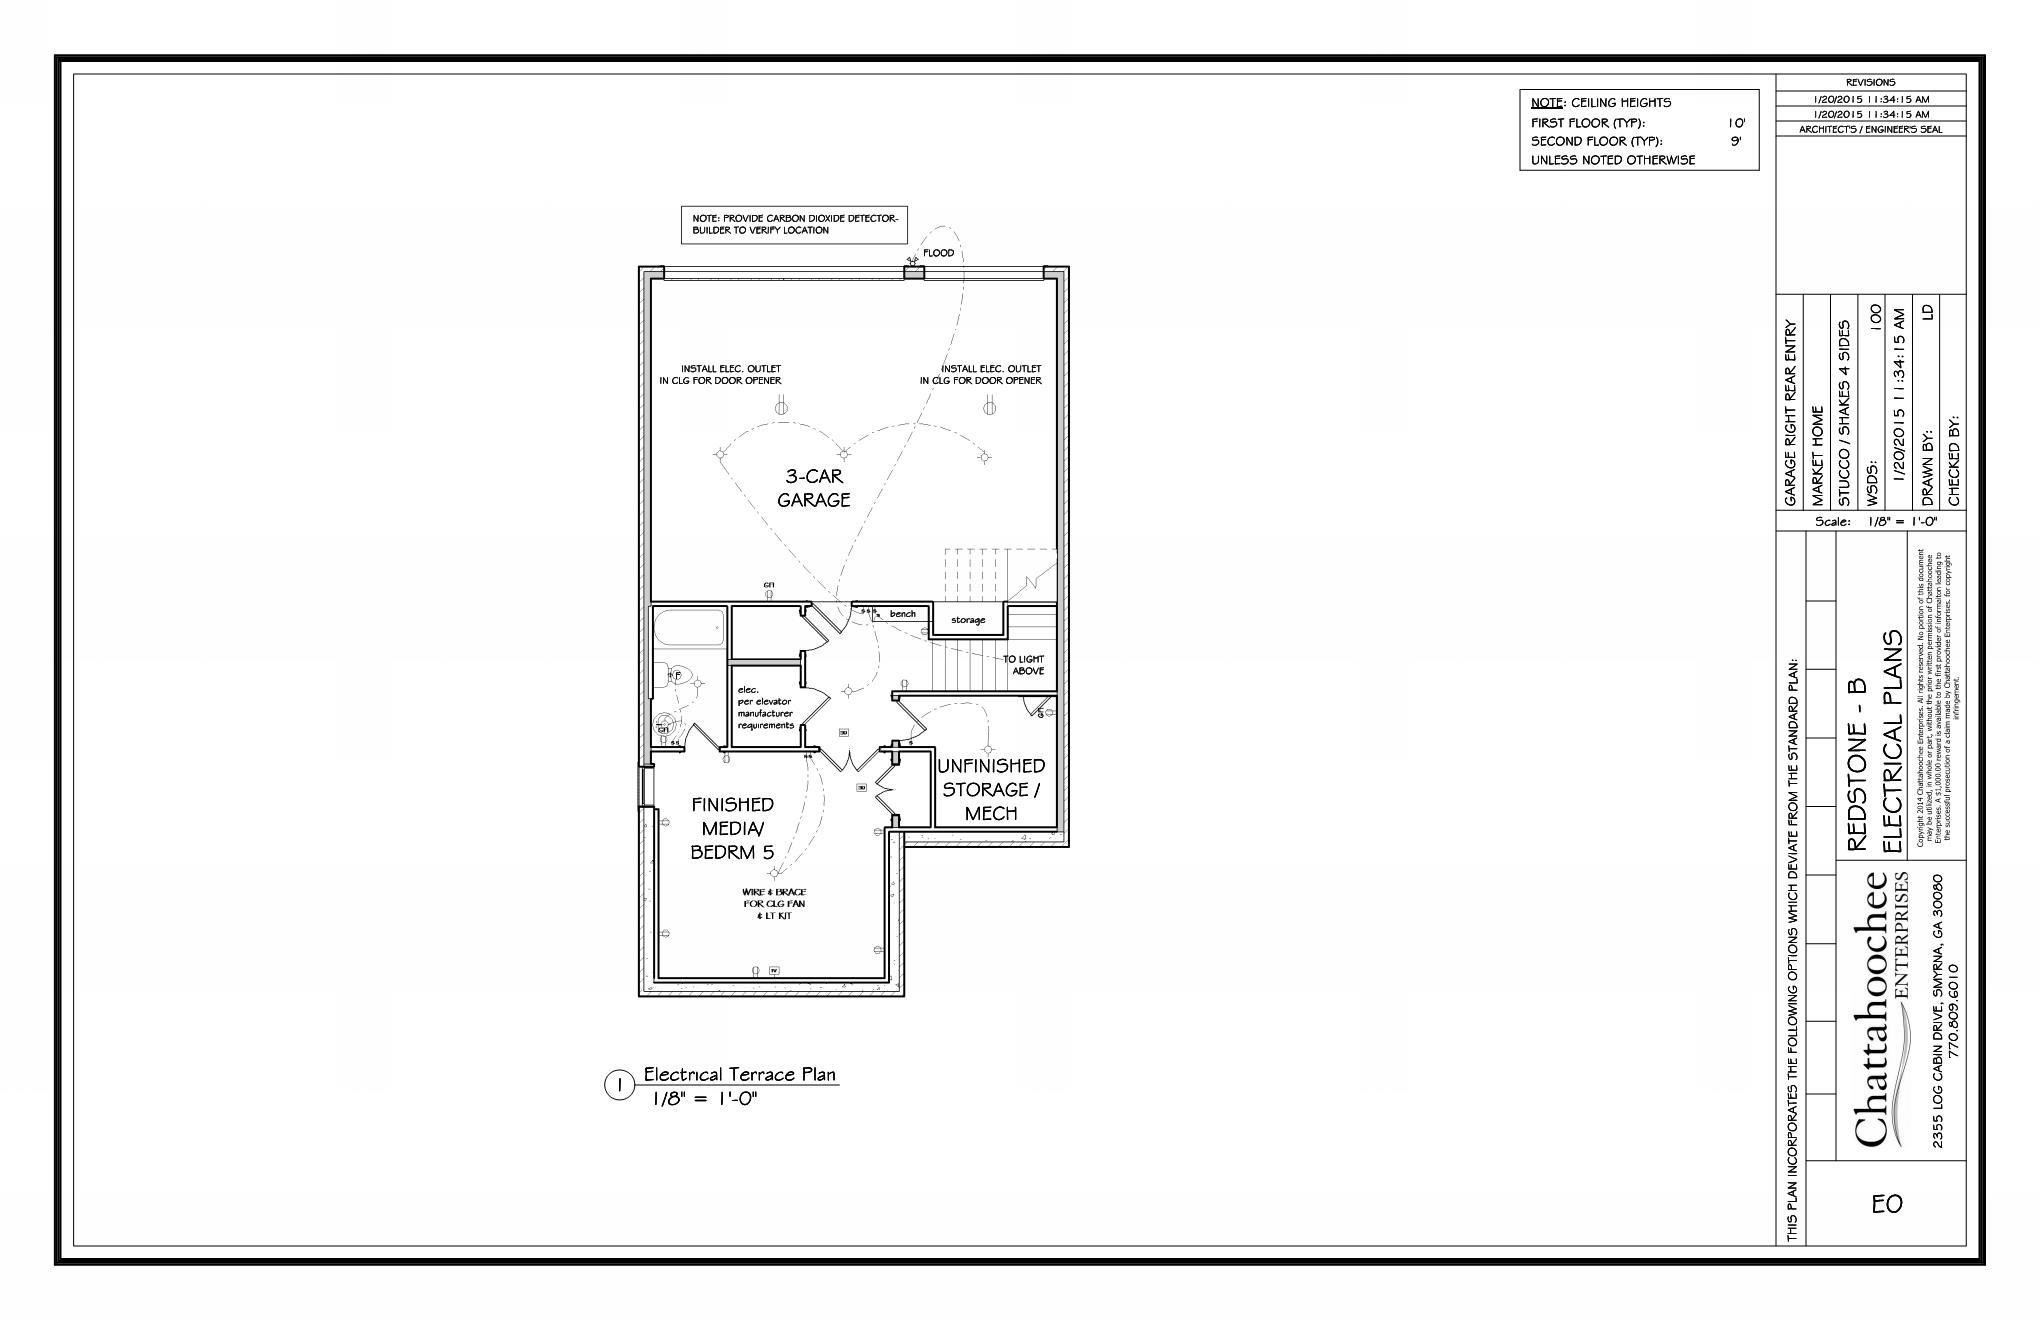 NOTE: CEILING HEIGHTS
FIRST FLOOR (TYP): 10'
SECOND FLOOR (TYP): 9'
UNLESS NOTED OTHERWISE
REVISIONS
1/20/2015 11:34:15 AM
1/20/2015 11:34:15 AM
ARCHITECT'S / ENGINEER'S SEAL
NOTE: PROVIDE CARBON DIOXIDE DETECTOR-
BUILDER TO VERIFY LOCATION
FLOOD
INSTALL ELEC. OUTLET
IN CLG FOR DOOR OPENER
INSTALL ELEC. OUTLET
IN CLG FOR DOOR OPENER
3-CAR
GARAGE
GFI
$ $ $
$
bench
storage
TO LIGHT
ABOVE
F
elec.
per elevator
manufacturer
requirements
GFI
GFI
$ $
$
$ $
SD
SD
UNFINISHED
STORAGE /
MECH
FINISHED
MEDIA/
BEDRM 5
WIRE & BRACE
FOR CLG FAN
& LT KIT
TV
1
Electrical Terrace Plan
1/8" = 1'-0"
GARAGE RIGHT REAR ENTRY
MARKET HOME
STUCCO / SHAKES 4 SIDES
WSDS: 100
1/20/2015 11:34:15 AM
DRAWN BY: LD
CHECKED BY:
Scale: 1/8" = 1'-0"
THIS PLAN INCORPORATES THE FOLLOWING OPTIONS WHICH DEVIATE FROM THE STANDARD PLAN:
REDSTONE - B
ELECTRICAL PLANS
Copyright 2014 Chattahoochee Enterprises. All rights reserved. No portion of this document
may be utilized, in whole or part, without the prior written permission of Chattahoochee
Enterprises. A $1,000.00 reward is available to the first provider of informaiton leading to
the successful prosecution of a claim made by Chattahoochee Enterprises. for copyright
infringement.
Chattahoochee
ENTERPRISES
2355 LOG CABIN DRIVE, SMYRNA, GA 30080
770.809.6010
E0